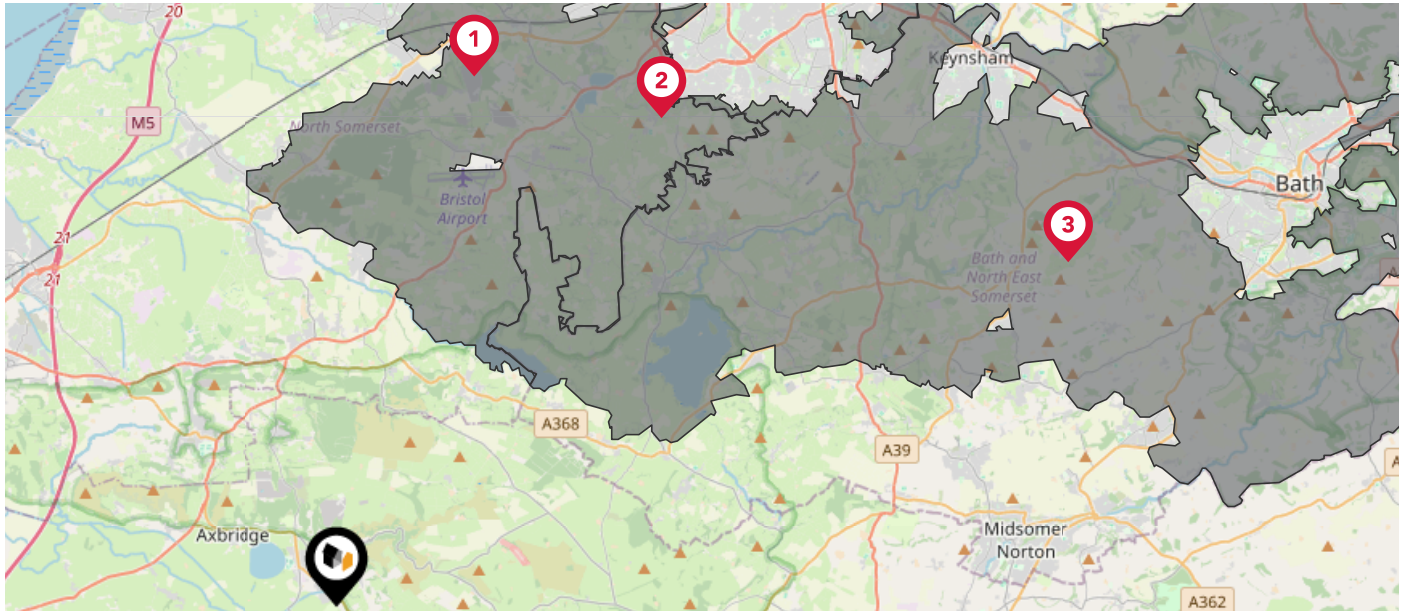 20
1
2
Keynsham
M5
North Somerset
Bath
Bristol
Airport
3
21
21
Bath and
North East
Somerset
A368
A39
A
Axbridge
Midsomer
Norton
A362